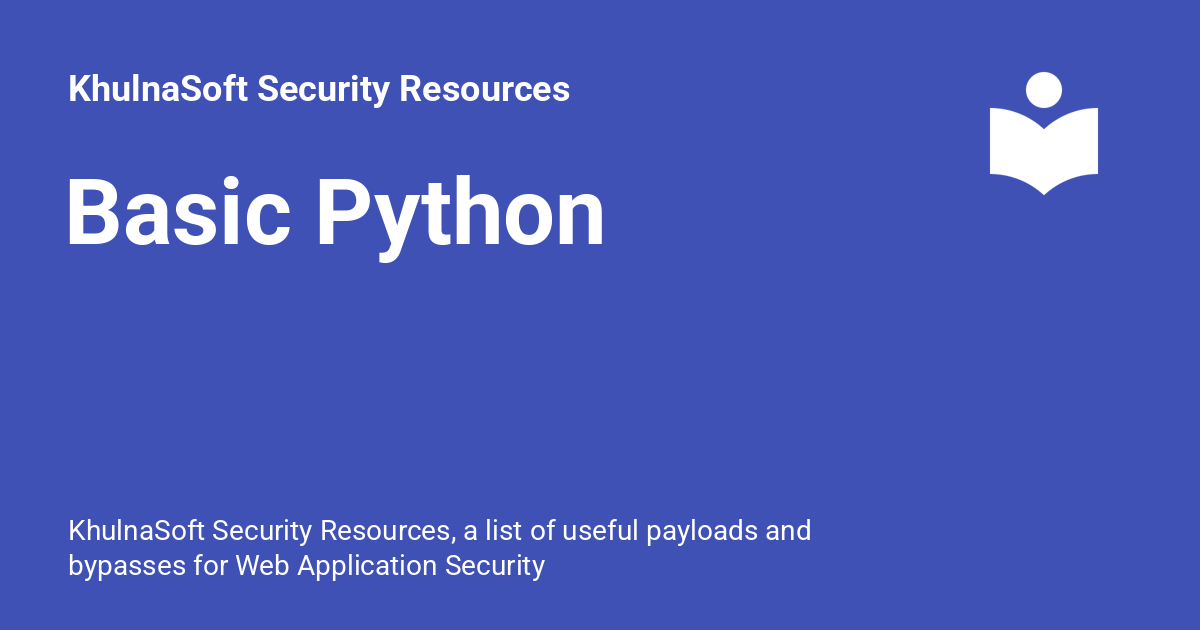 KhulnaSoft Security Resources
Basic Python
KhulnaSoft Security Resources, a list of useful payloads and
bypasses for Web Application Security